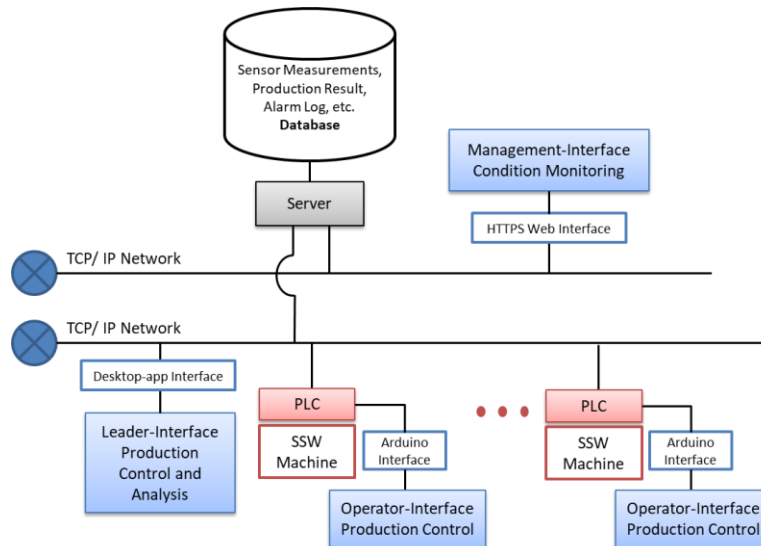 Sensor Measurements,
Production Result,
Alarm Log, etc.
Database
Management-Interface
Condition Monitoring
Server
HTTPS Web Interface
TCP/ IP Network
TCP/ IP Network
Desktop-app Interface
Leader-Interface
Production
Control and
Analysis
PLC
SSW
Machine
Arduino
Interface
Operator-Interface
Production Control
PLC
SSW
Machine
Arduino
Interface
Operator-Interface
Production Control